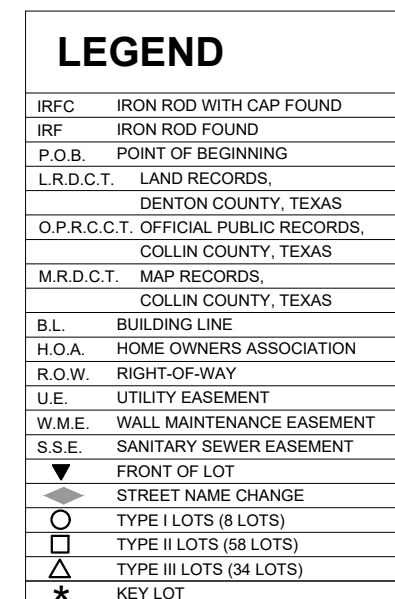 LEGEND
IRFC IRON ROD WITH CAP FOUND
IRF IRON ROD FOUND
P.O.B. POINT OF BEGINNING
L.R.D.C.T. LAND RECORDS,
DENTON COUNTY, TEXAS
O.P.R.C.C.T. OFFICIAL PUBLIC RECORDS,
COLLIN COUNTY, TEXAS
M.R.D.C.T. MAP RECORDS,
COLLIN COUNTY, TEXAS
B.L. BUILDING LINE
H.O.A. HOME OWNERS ASSOCIATION
R.O.W. RIGHT-OF-WAY
U.E. UTILITY EASEMENT
W.M.E. WALL MAINTENANCE EASEMENT
S.S.E. SANITARY SEWER EASEMENT
FRONT OF LOT
STREET NAME CHANGE
TYPE I LOTS (8 LOTS)
TYPE II LOTS (58 LOTS)
TYPE III LOTS (34 LOTS)
* KEY LOT